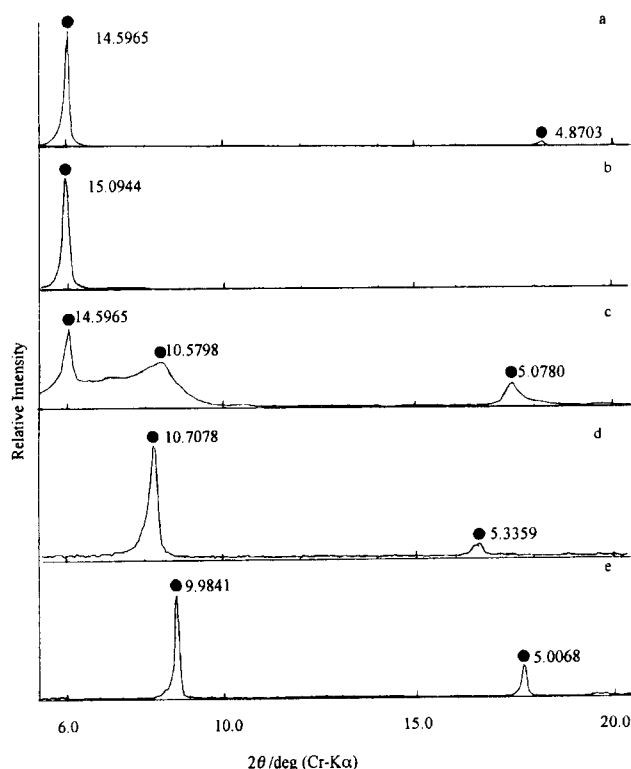 a
14.5965
4.8703
b
15.0944
c
14.5965
10.5798
5.0780
d
10.7078
5.3359
e
9.9841
5.0068
Relative Intensity
6.0 10.0 15.0 20.0
2θ/deg (Cr-Kα)